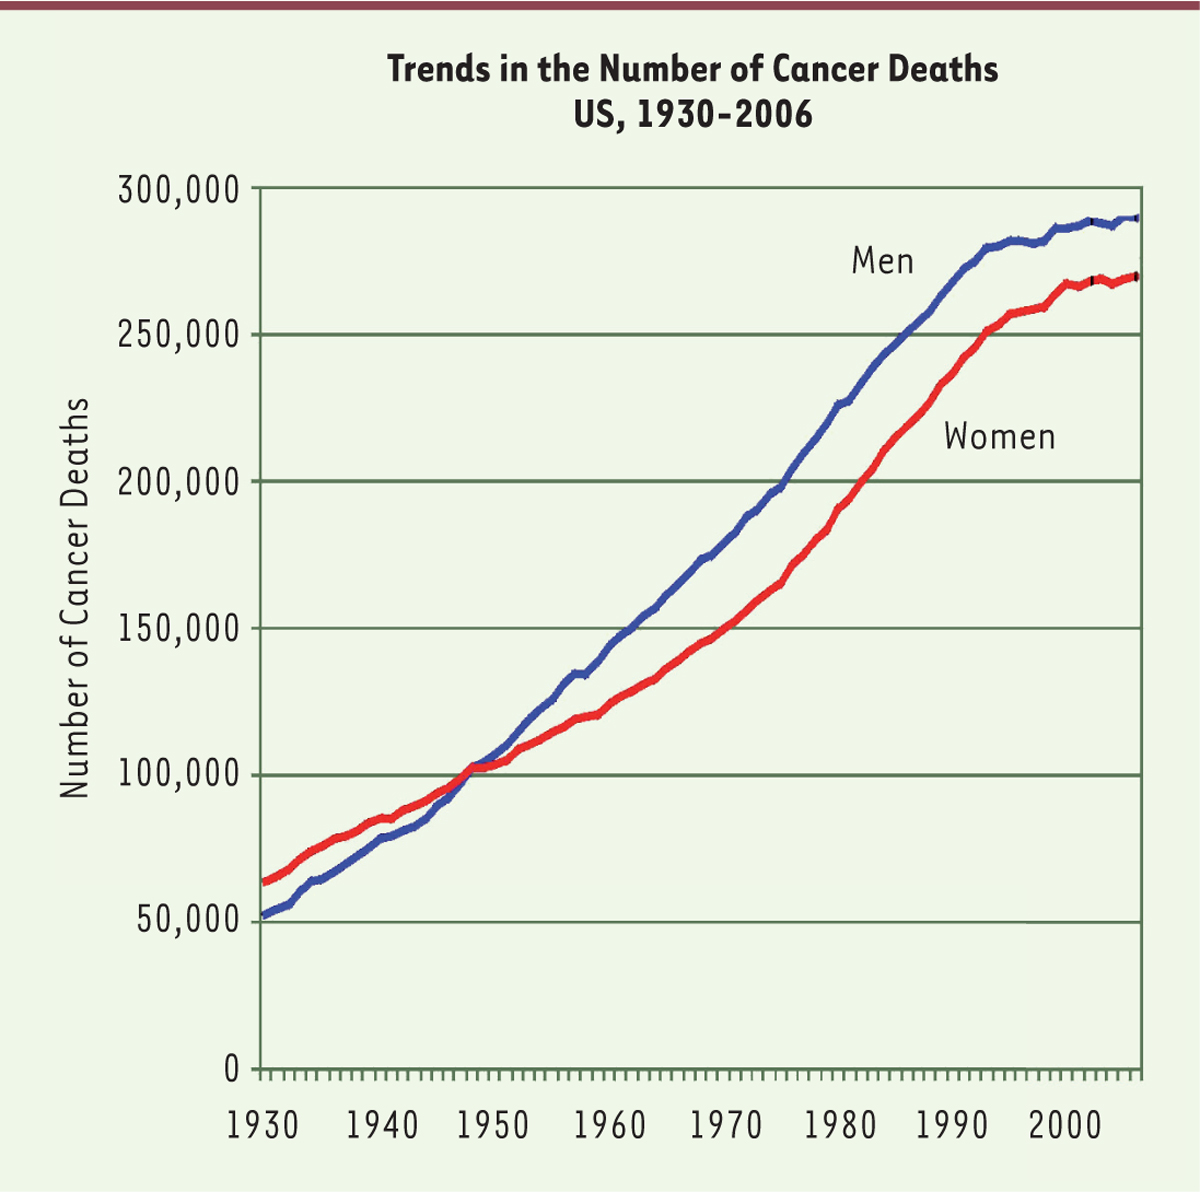 Trends in the Number of Cancer Deaths
US, 1930-2006
300,000
250,000
200,000
150,000
100,000
50,000
0
Number of Cancer Deaths
Men
Women
1930 1940 1950 1960 1970 1980 1990 2000